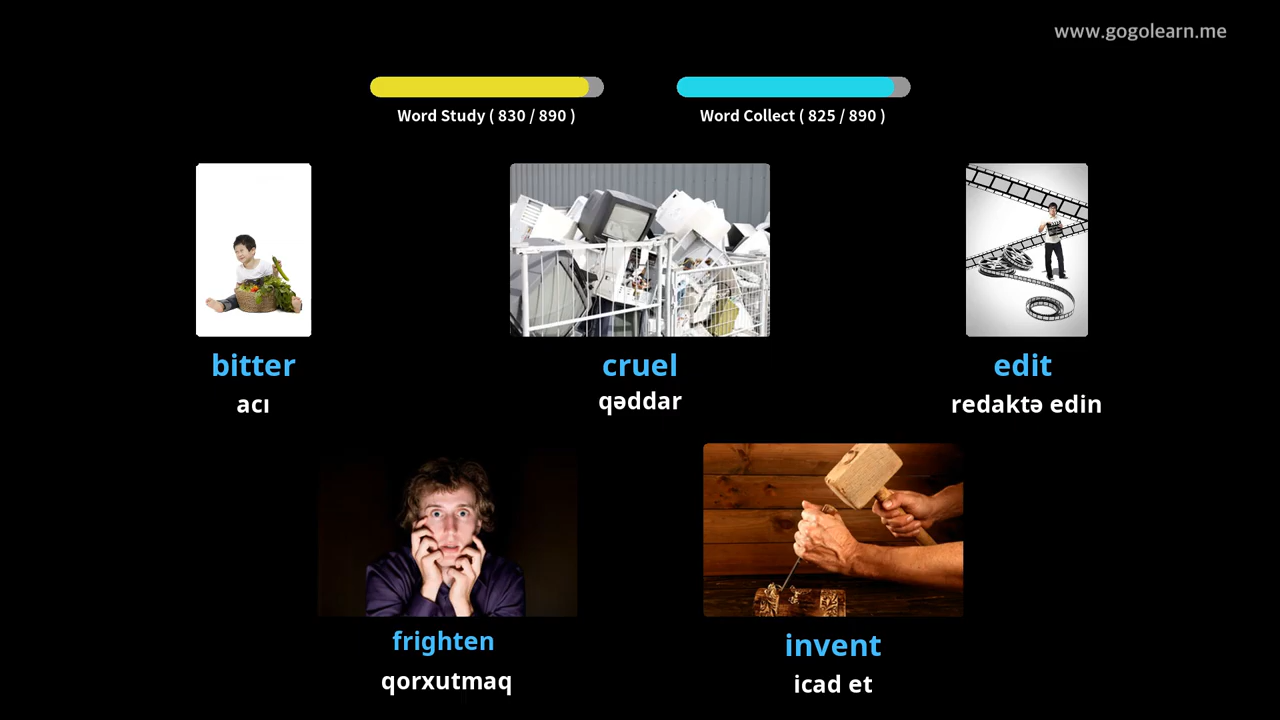 www.gogolearn.me
Word Study ( 830 / 890 )
Word Collect ( 825 / 890 )
bitter
acı
cruel
qəddar
edit
redaktə edin
frighten
qorxutmaq
invent
icad et